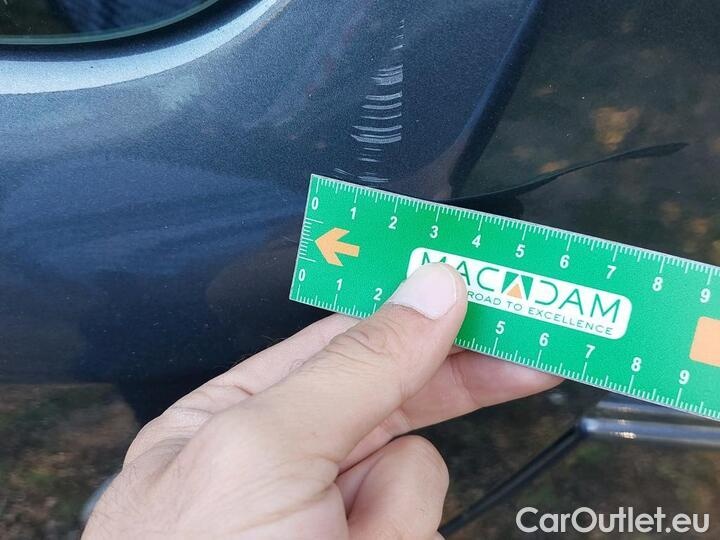 0 1 2 3 4 5 6 7 8 9
MACADAM
ROAD TO EXCELLENCE
0 1 2 5 6 7 8 9
CarOutlet.eu